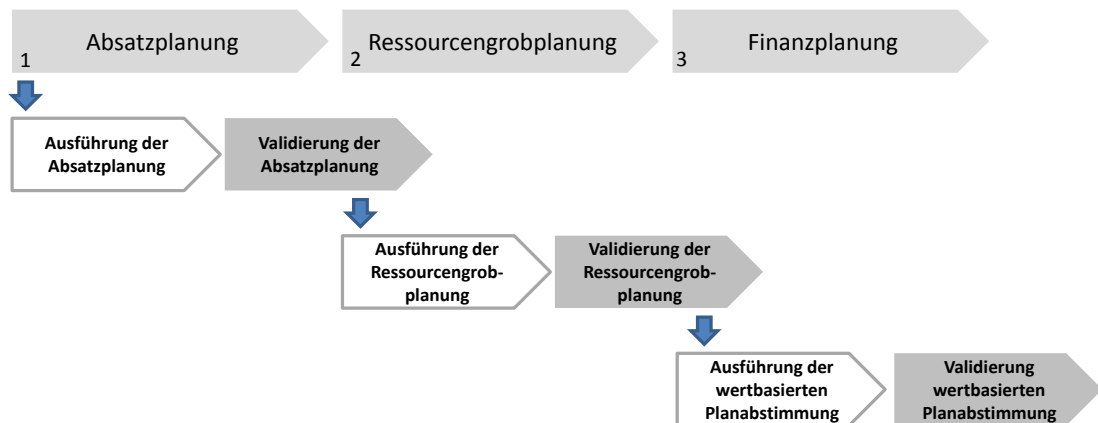 1 Absatzplanung
2 Ressourcengrobplanung
3 Finanzplanung
Ausführung der
Absatzplanung
Validierung der
Absatzplanung
Ausführung der
Ressourcengrob-
planung
Validierung der
Ressourcengrob-
planung
Ausführung der
wertbasierten
Planabstimmung
Validierung
wertbasierten
Planabstimmung